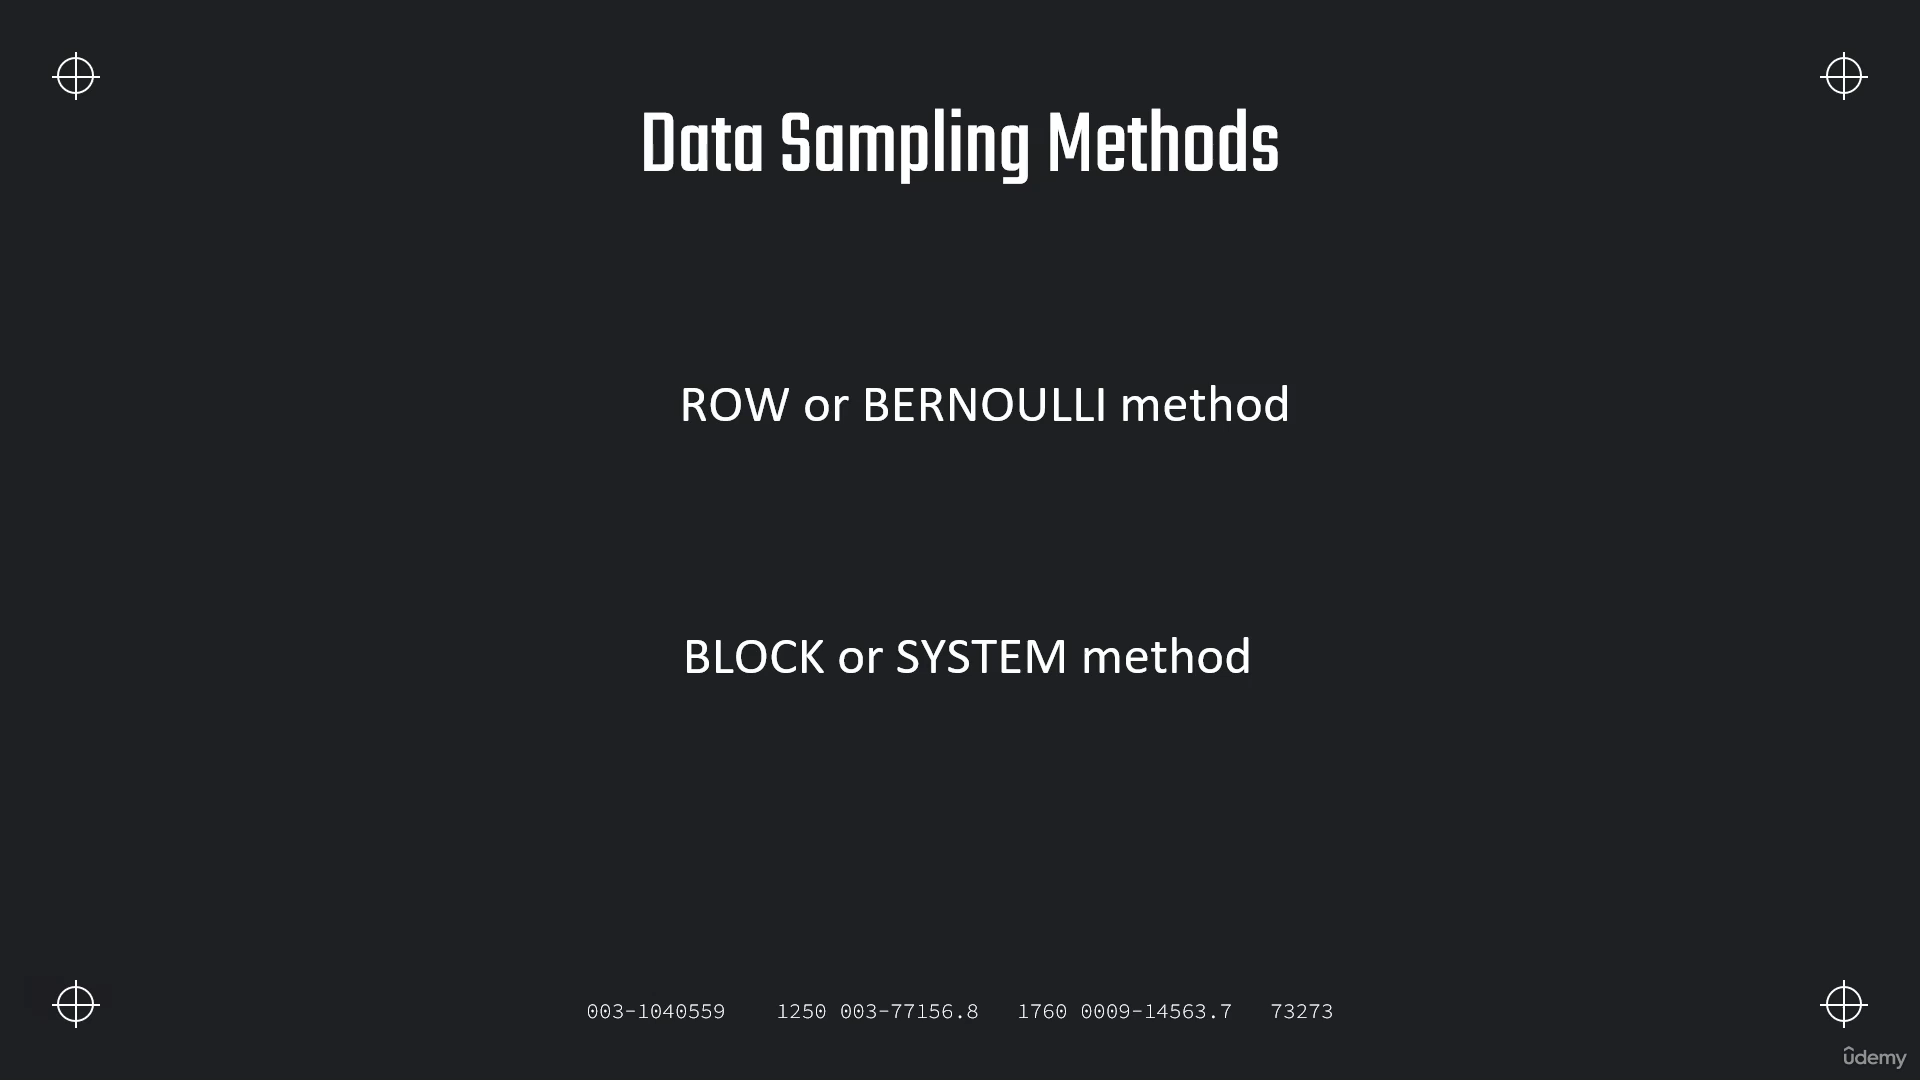 Data Sampling Methods
ROW or BERNOULLI method
BLOCK or SYSTEM method
003-1040559 1250 003-77156.8 1760 0009-14563.7 73273
ûdemy